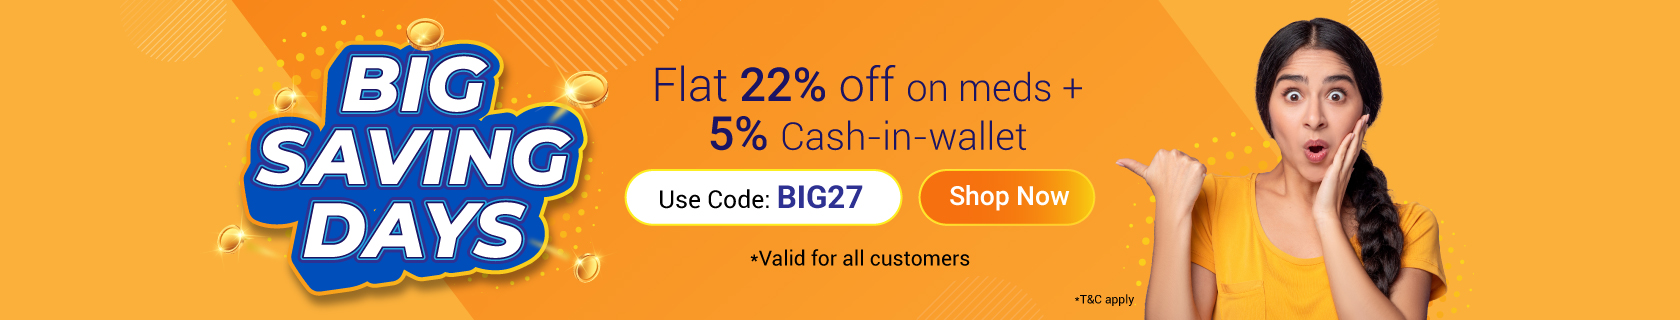 BIG
SAVING
DAYS
Flat 22% off on meds +
5% Cash-in-wallet
Use Code: BIG27
Shop Now
*Valid for all customers
*T&C apply